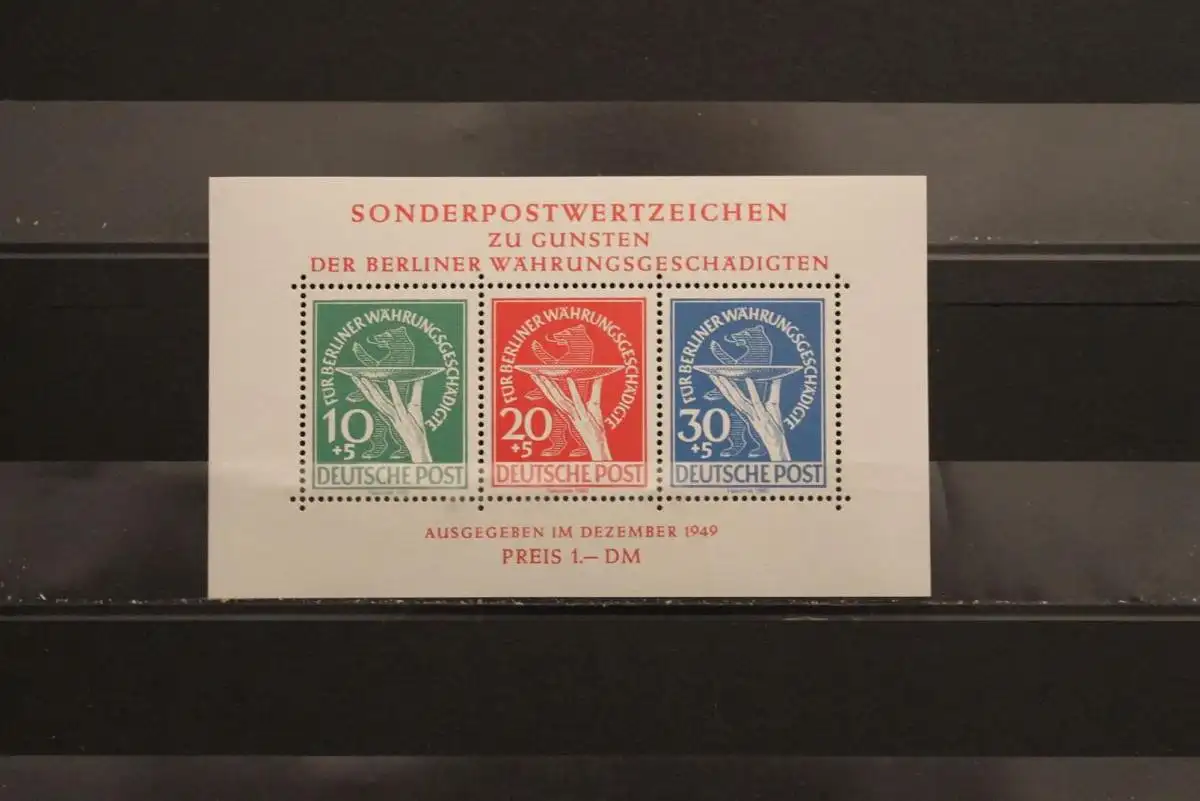 SONDERPOSTWERTZEICHEN
ZU GUNSTEN
DER BERLINER WÄHRUNGSGESCHÄDIGTEN
FÜR BERLINER WÄHRUNGSGESCHÄDIGTE
10
+5
DEUTSCHE POST
FÜR BERLINER WÄHRUNGSGESCHÄDIGTE
20
+5
DEUTSCHE POST
FÜR BERLINER WÄHRUNGSGESCHÄDIGTE
30
+5
DEUTSCHE POST
AUSGEGEBEN IM DEZEMBER 1949
PREIS 1.— DM